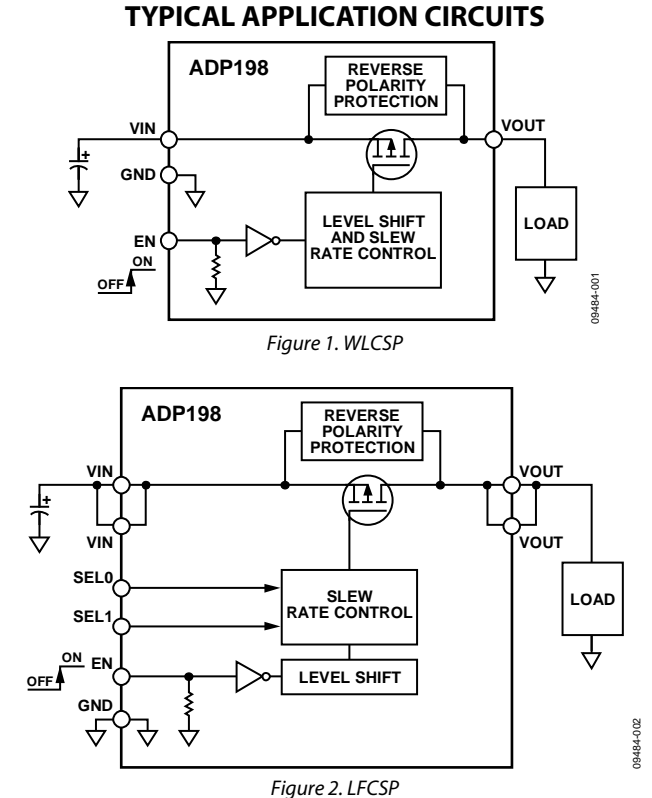 TYPICAL APPLICATION CIRCUITS
ADP198
REVERSE
POLARITY
PROTECTION
VIN
VOUT
+
GND
LEVEL SHIFT
AND SLEW
RATE CONTROL
LOAD
EN
ON
OFF
09484-001
Figure 1. WLCSP
ADP198
REVERSE
POLARITY
PROTECTION
VIN
VOUT
+
VIN
VOUT
SEL0
SLEW
RATE CONTROL
LOAD
SEL1
EN
ON
OFF
LEVEL SHIFT
GND
09484-002
Figure 2. LFCSP